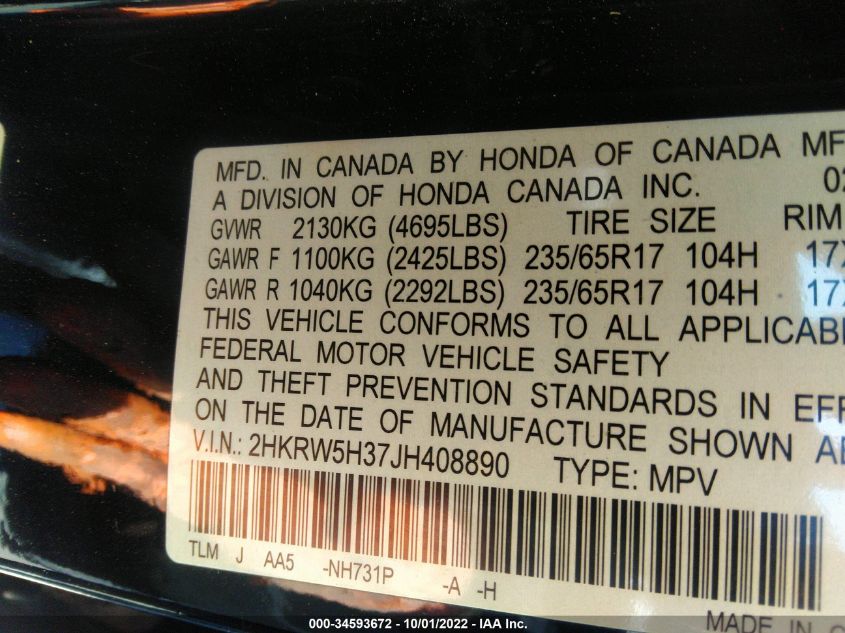 MFD. IN CANADA BY HONDA OF CANADA
A DIVISION OF HONDA CANADA INC.
GVWR 2130KG (4695LBS) TIRE SIZE RIM
GAWR F 1100KG (2425LBS) 235/65R17 104H
GAWR R 1040KG (2292LBS) 235/65R17 104H
THIS VEHICLE CONFORMS TO ALL
FEDERAL MOTOR VEHICLE SAFETY
AND THEFT PREVENTION STANDARDS IN
ON THE DATE OF MANUFACTURE SHOWN
V.I.N.: 2HKRW5H37JH408890 TYPE: MPV
TLM J AA5 -NH731P -A -H
MADE IN
000-34593672 - 10/01/2022 - IAA Inc.